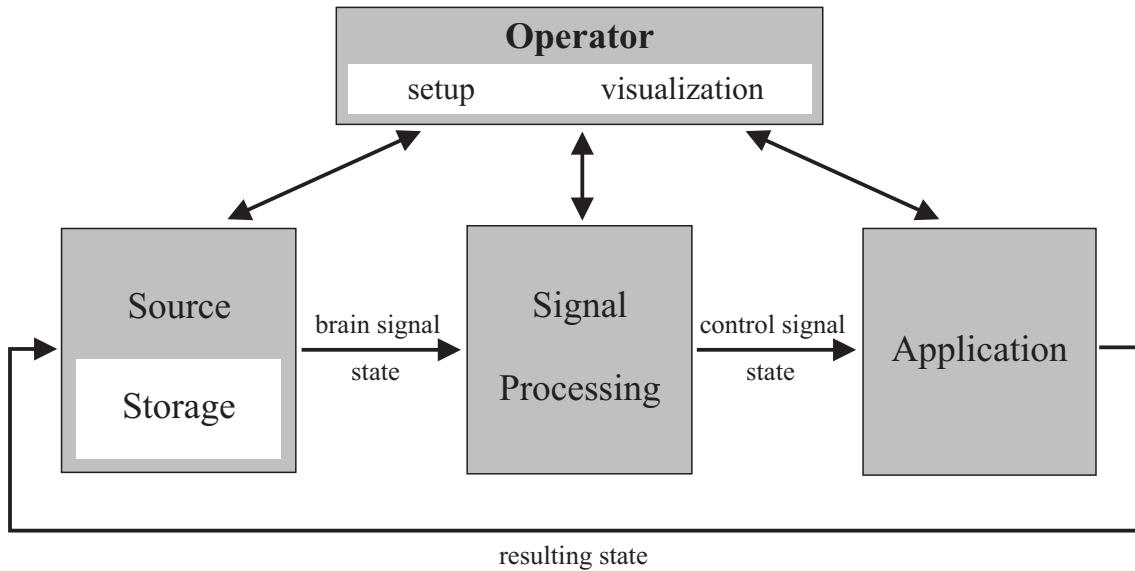 Operator
setup visualization
Source
Storage
brain signal
state
Signal
Processing
control signal
state
Application
resulting state